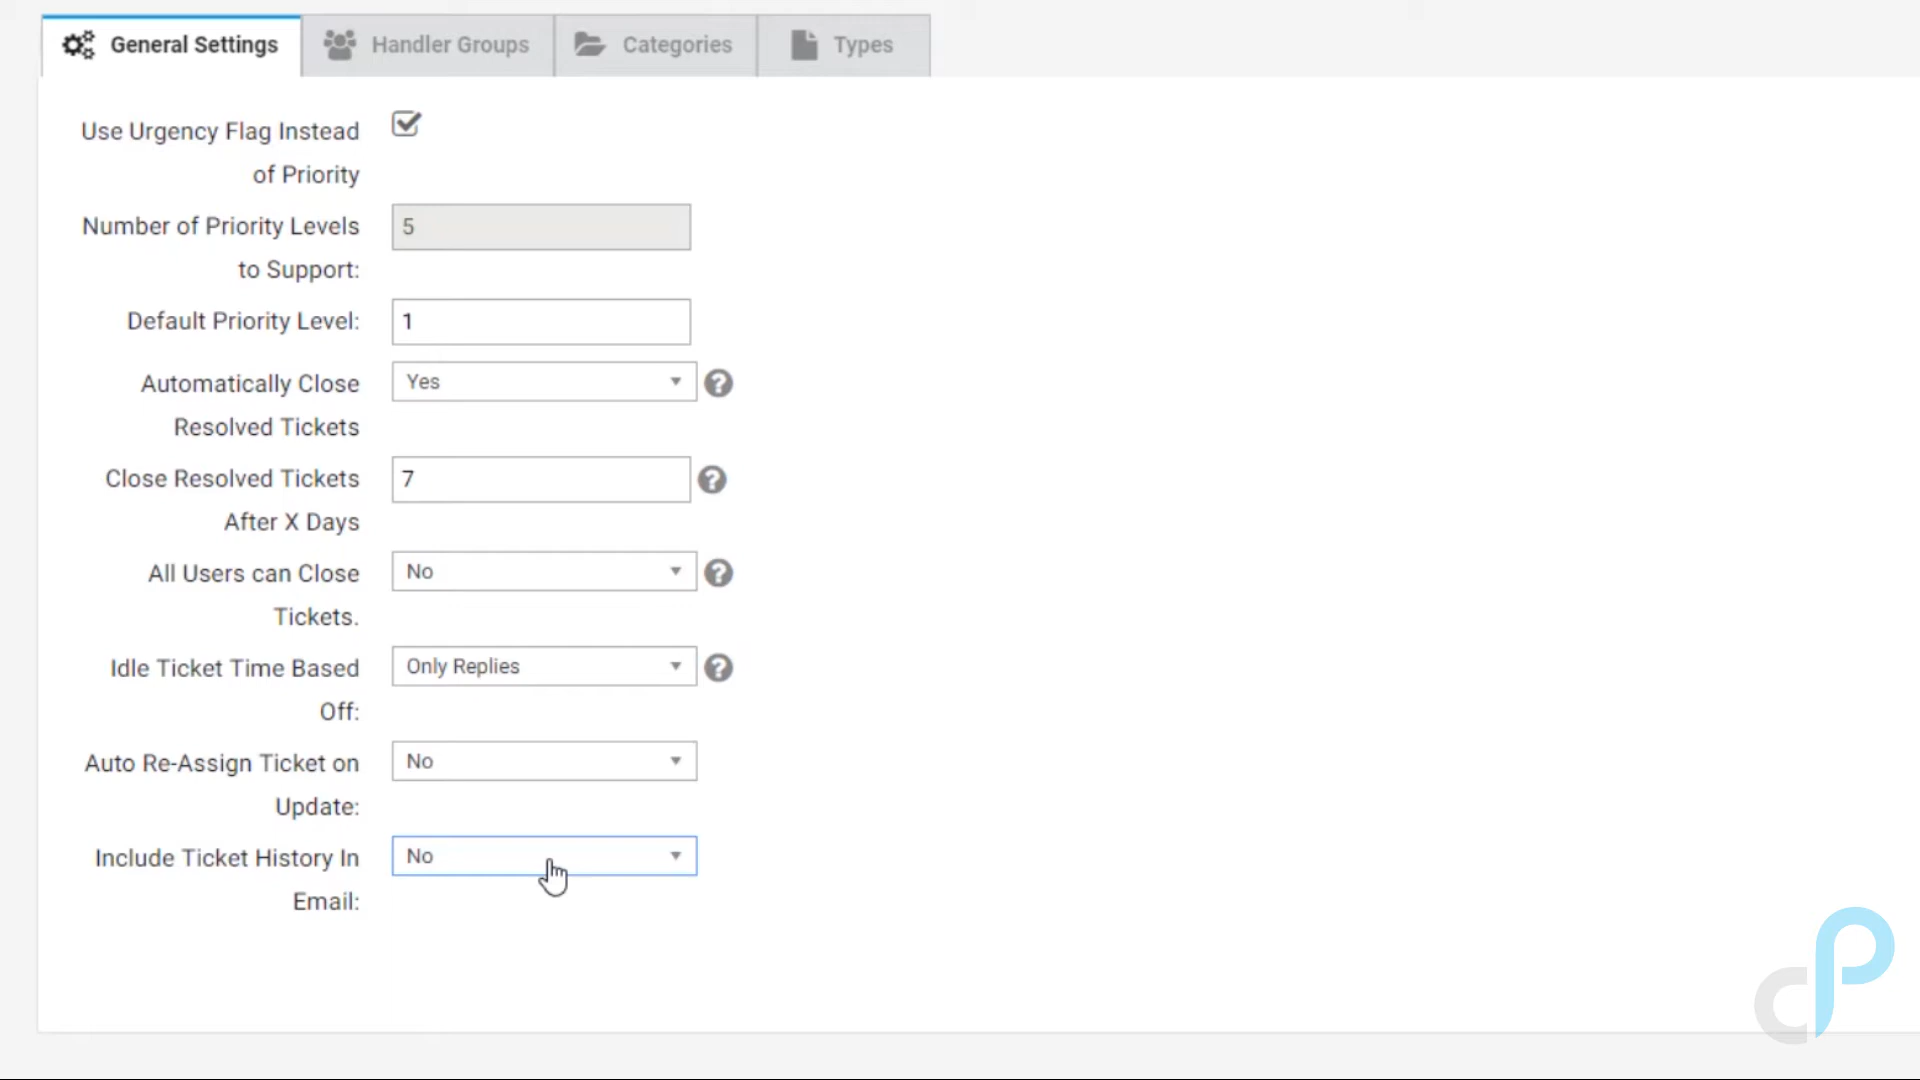 General Settings
Handler Groups
Categories
Types
Use Urgency Flag Instead
of Priority
Number of Priority Levels
to Support:
5
Default Priority Level:
1
Automatically Close
Resolved Tickets
Yes
Close Resolved Tickets
After X Days
7
All Users can Close
Tickets.
No
Idle Ticket Time Based
Off:
Only Replies
Auto Re-Assign Ticket on
Update:
No
Include Ticket History In
Email:
No